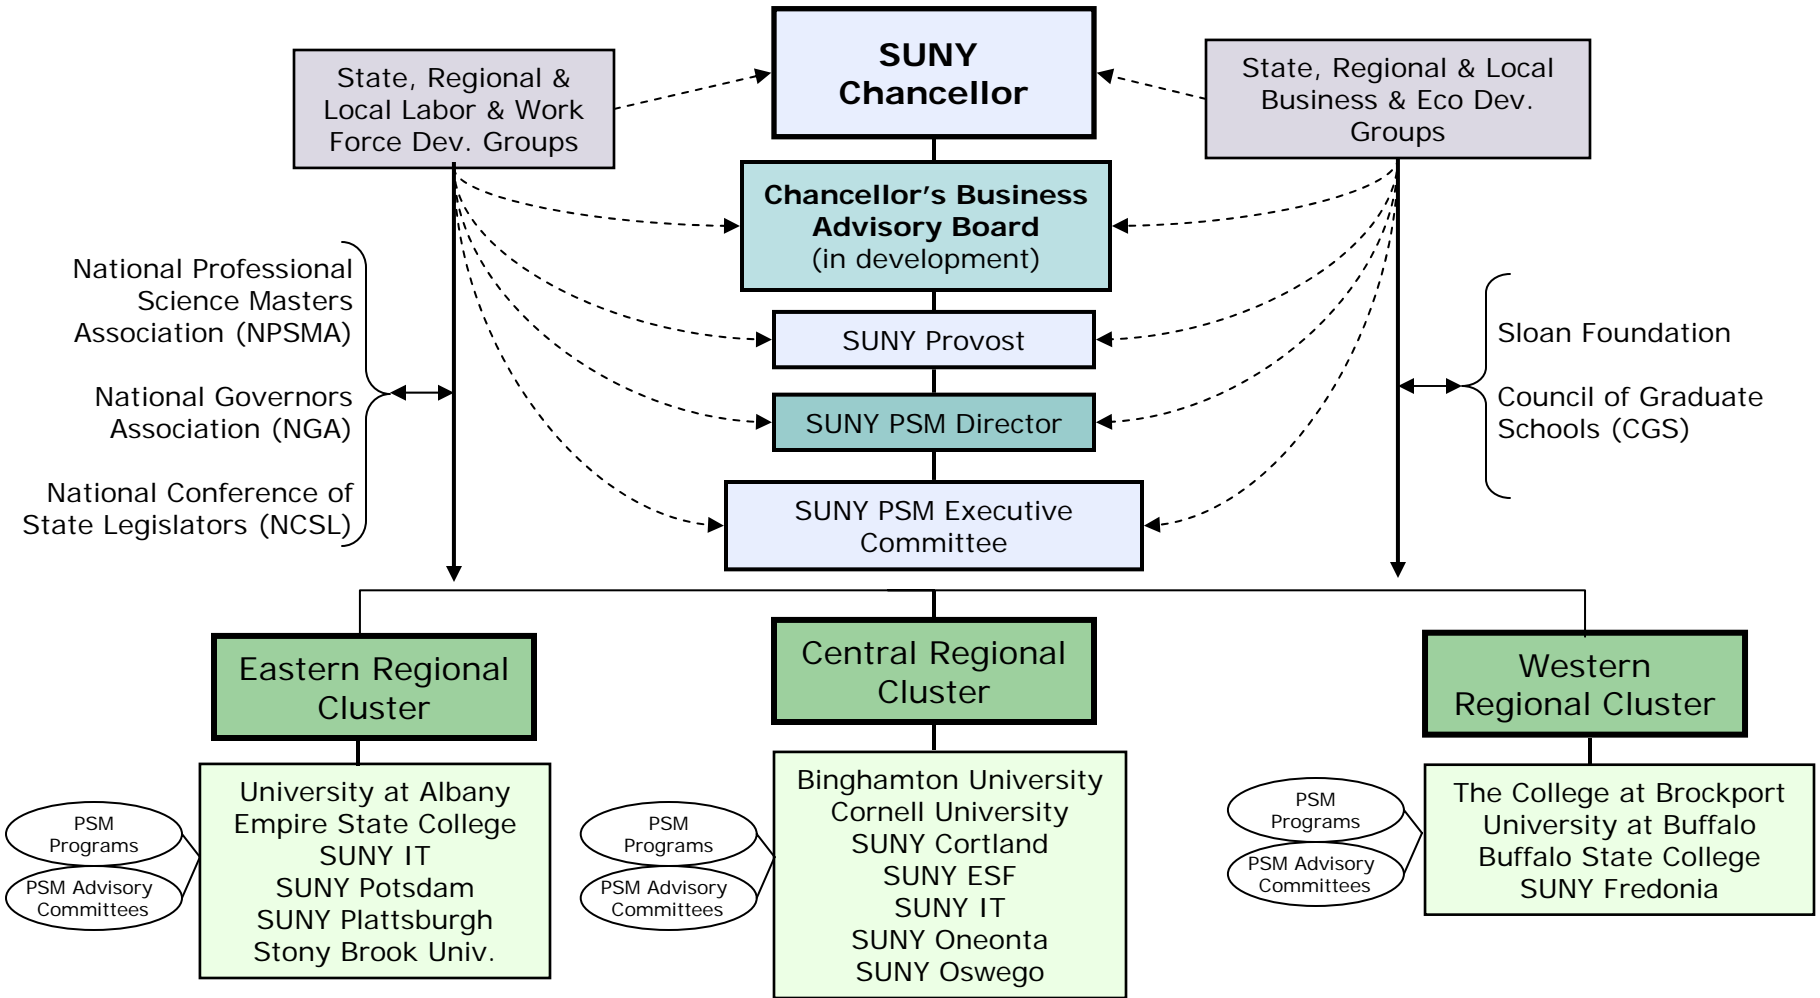 SUNY
Chancellor
State, Regional &
Local Labor & Work
Force Dev. Groups
State, Regional & Local
Business & Eco Dev.
Groups
Chancellor's Business
Advisory Board
(in development)
National Professional
Science Masters
Association (NPSMA)
National Governors
Association (NGA)
National Conference of
State Legislators (NCSL)
SUNY Provost
SUNY PSM Director
SUNY PSM Executive
Committee
Sloan Foundation
Council of Graduate
Schools (CGS)
Eastern Regional
Cluster
PSM
Programs
PSM Advisory
Committees
University at Albany
Empire State College
SUNY IT
SUNY Potsdam
SUNY Plattsburgh
Stony Brook Univ.
Central Regional
Cluster
PSM
Programs
PSM Advisory
Committees
Binghamton University
Cornell University
SUNY Cortland
SUNY ESF
SUNY IT
SUNY Oneonta
SUNY Oswego
Western
Regional Cluster
PSM
Programs
PSM Advisory
Committees
The College at Brockport
University at Buffalo
Buffalo State College
SUNY Fredonia